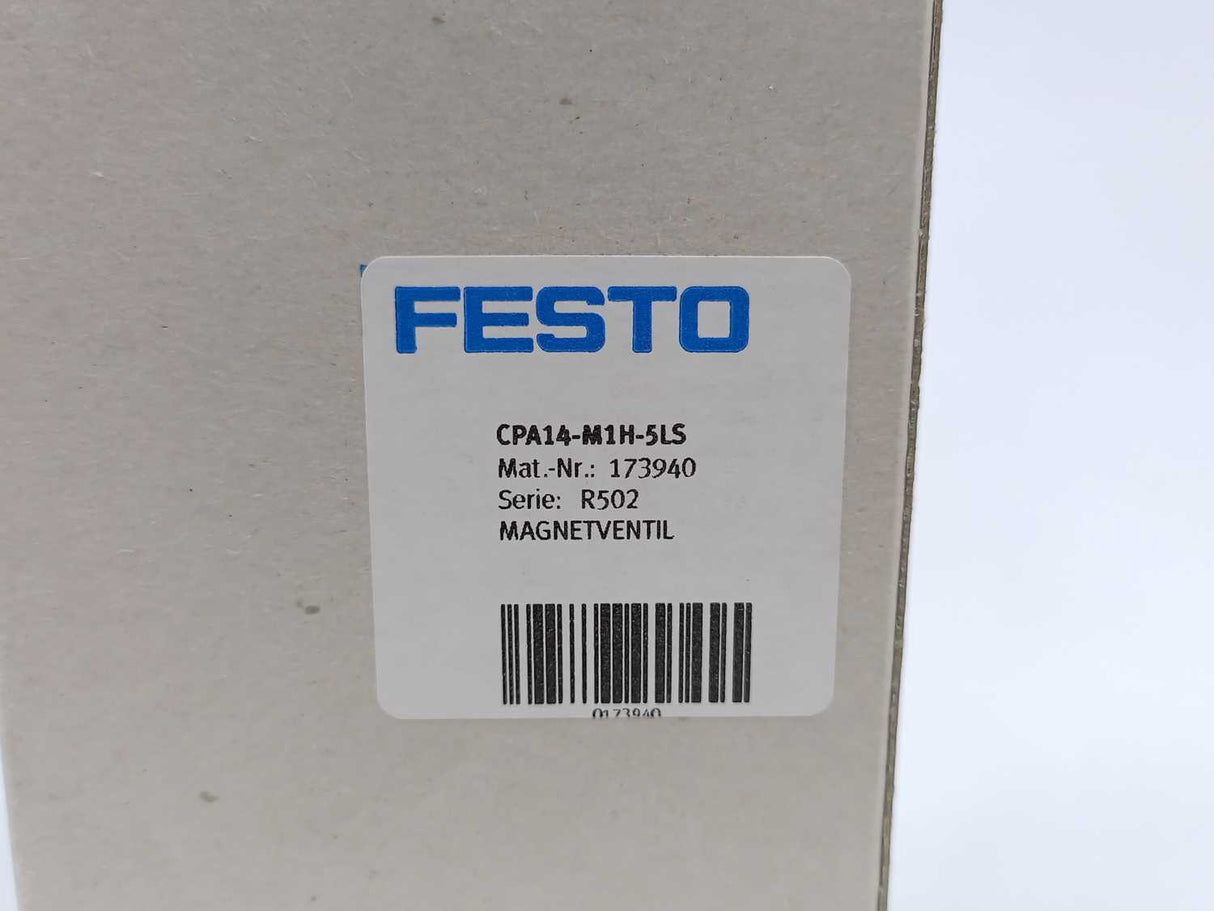 FESTO
CPA14-M1H-5LS
Mat.-Nr.: 173940
Serie: R502
MAGNETVENTIL
0173940